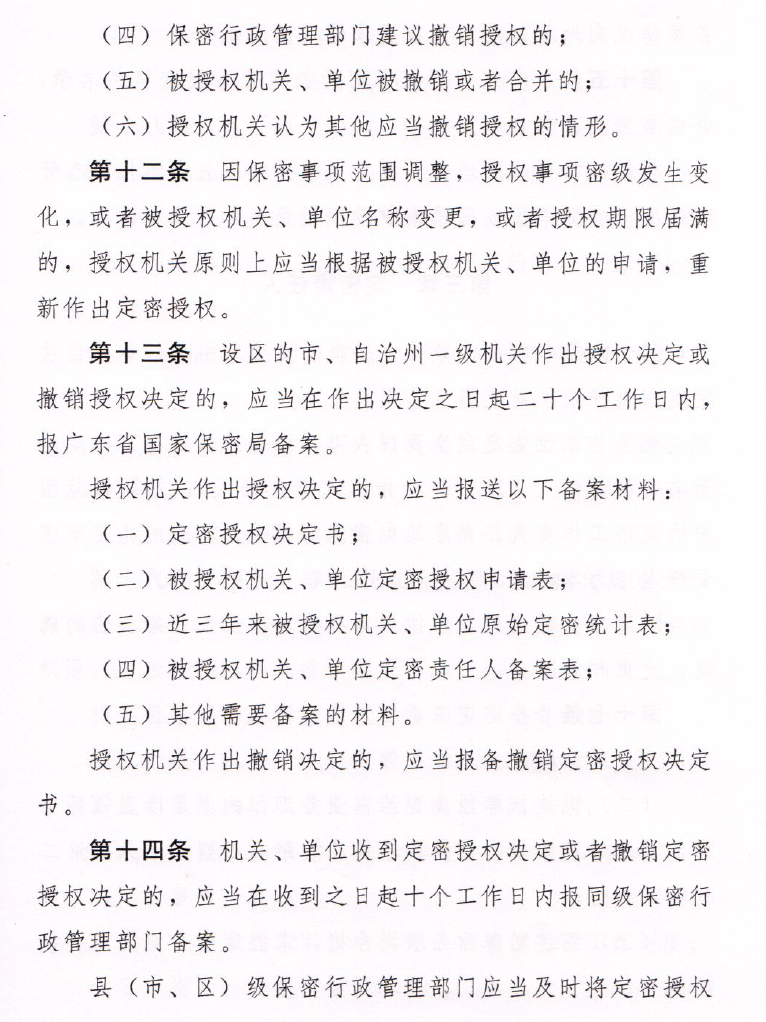 （四）保密行政管理部门建议撤销授权的；
（五）被授权机关、单位被撤销或者合并的；
（六）授权机关认为其他应当撤销授权的情形。
第十二条　因保密事项范围调整，授权事项密级发生变
化，或者被授权机关、单位名称变更，或者授权期限届满
的，授权机关原则上应当根据被授权机关、单位的申请，重
新作出定密授权。
第十三条　设区的市、自治州一级机关作出授权决定或
撤销授权决定的，应当在作出决定之日起二十个工作日内，
报广东省国家保密局备案。
授权机关作出授权决定的，应当报送以下备案材料：
（一）定密授权决定书；
（二）被授权机关、单位定密授权申请表；
（三）近三年来被授权机关、单位原始定密统计表；
（四）被授权机关、单位定密责任人备案表；
（五）其他需要备案的材料。
授权机关作出撤销决定的，应当报备撤销定密授权决定
书。
第十四条　机关、单位收到定密授权决定或者撤销定密
授权决定的，应当在收到之日起十个工作日内报同级保密行
政管理部门备案。
县（市、区）级保密行政管理部门应当及时将定密授权